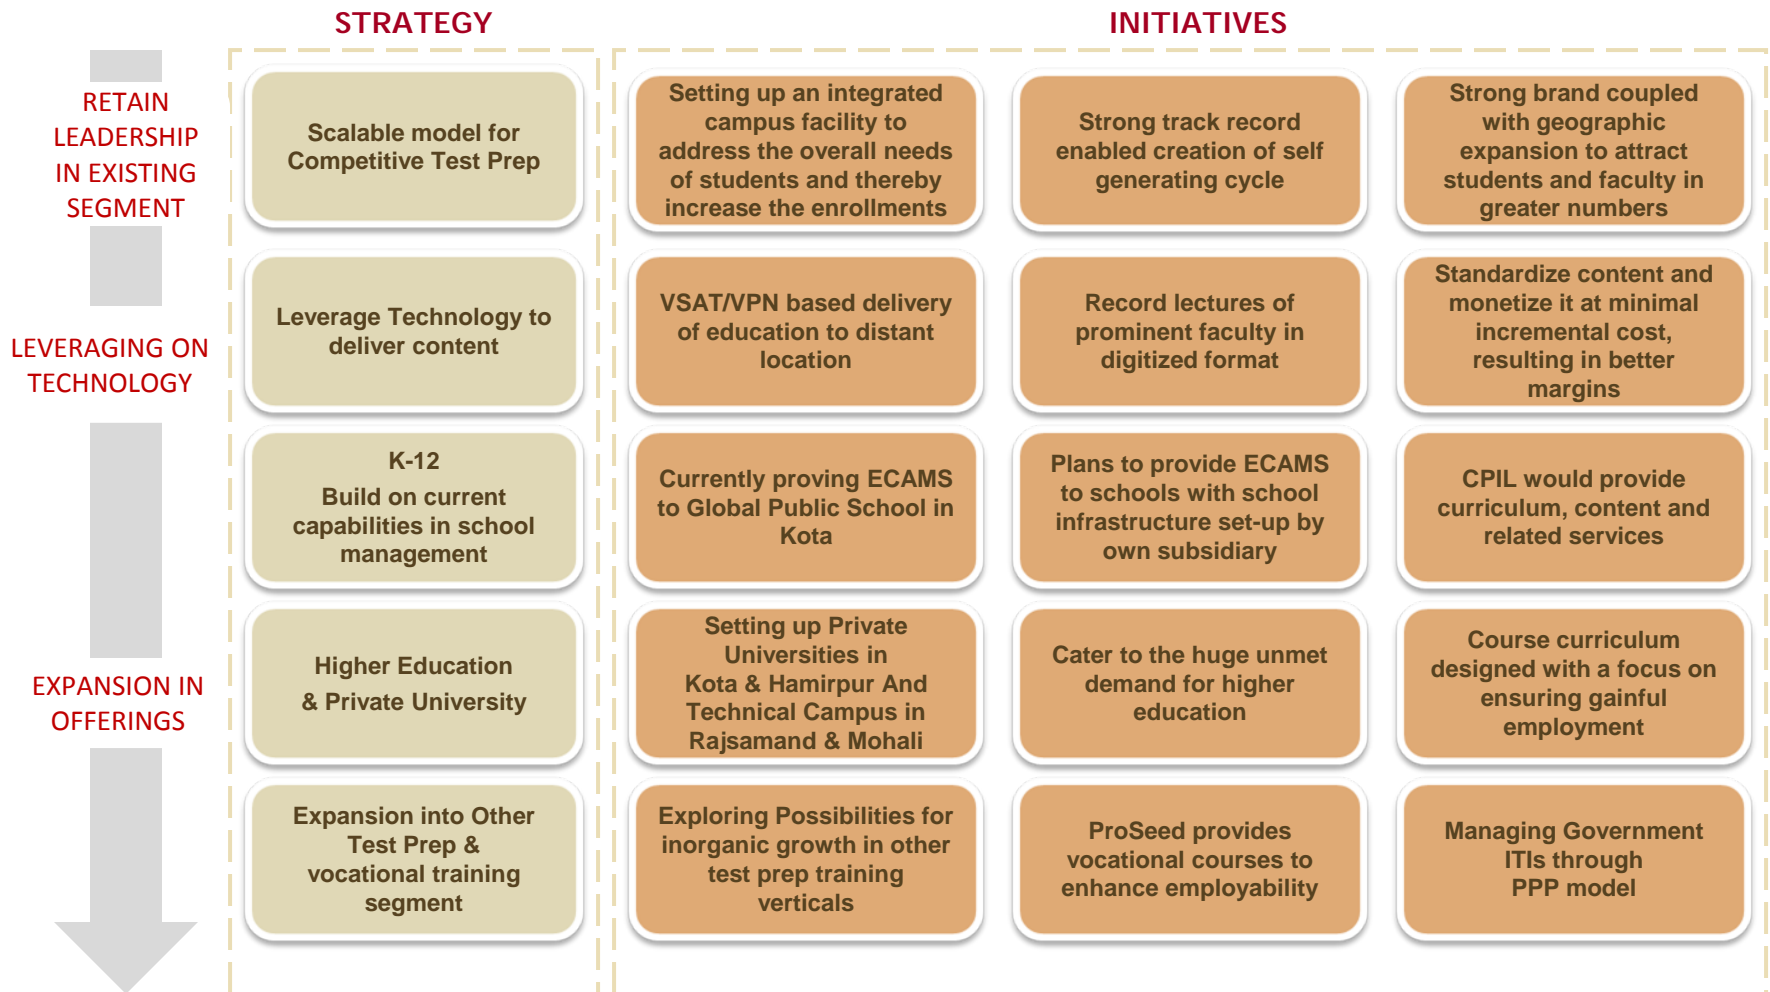 STRATEGY
INITIATIVES
RETAIN
LEADERSHIP
IN EXISTING
SEGMENT
Scalable model for
Competitive Test Prep
Setting up an integrated
campus facility to
address the overall needs
of students and thereby
increase the enrollments
Strong track record
enabled creation of self
generating cycle
Strong brand coupled
with geographic
expansion to attract
students and faculty in
greater numbers
LEVERAGING ON
TECHNOLOGY
Leverage Technology to
deliver content
VSAT/VPN based delivery
of education to distant
location
Record lectures of
prominent faculty in
digitized format
Standardize content and
monetize it at minimal
incremental cost,
resulting in better
margins
K-12
Build on current
capabilities in school
management
Currently proving ECAMS
to Global Public School in
Kota
Plans to provide ECAMS
to schools with school
infrastructure set-up by
own subsidiary
CPIL would provide
curriculum, content and
related services
EXPANSION IN
OFFERINGS
Higher Education
& Private University
Setting up Private
Universities in
Kota & Hamirpur And
Technical Campus in
Rajsamand & Mohali
Cater to the huge unmet
demand for higher
education
Course curriculum
designed with a focus on
ensuring gainful
employment
Expansion into Other
Test Prep &
vocational training
segment
Exploring Possibilities for
inorganic growth in other
test prep training
verticals
ProSeed provides
vocational courses to
enhance employability
Managing Government
ITIs through
PPP model